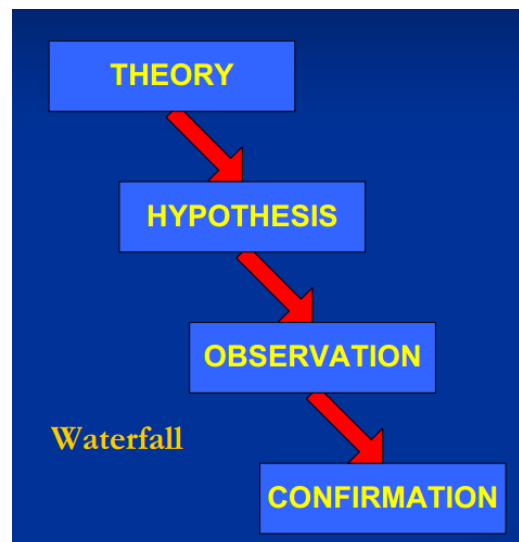 THEORY
HYPOTHESIS
OBSERVATION
Waterfall
CONFIRMATION